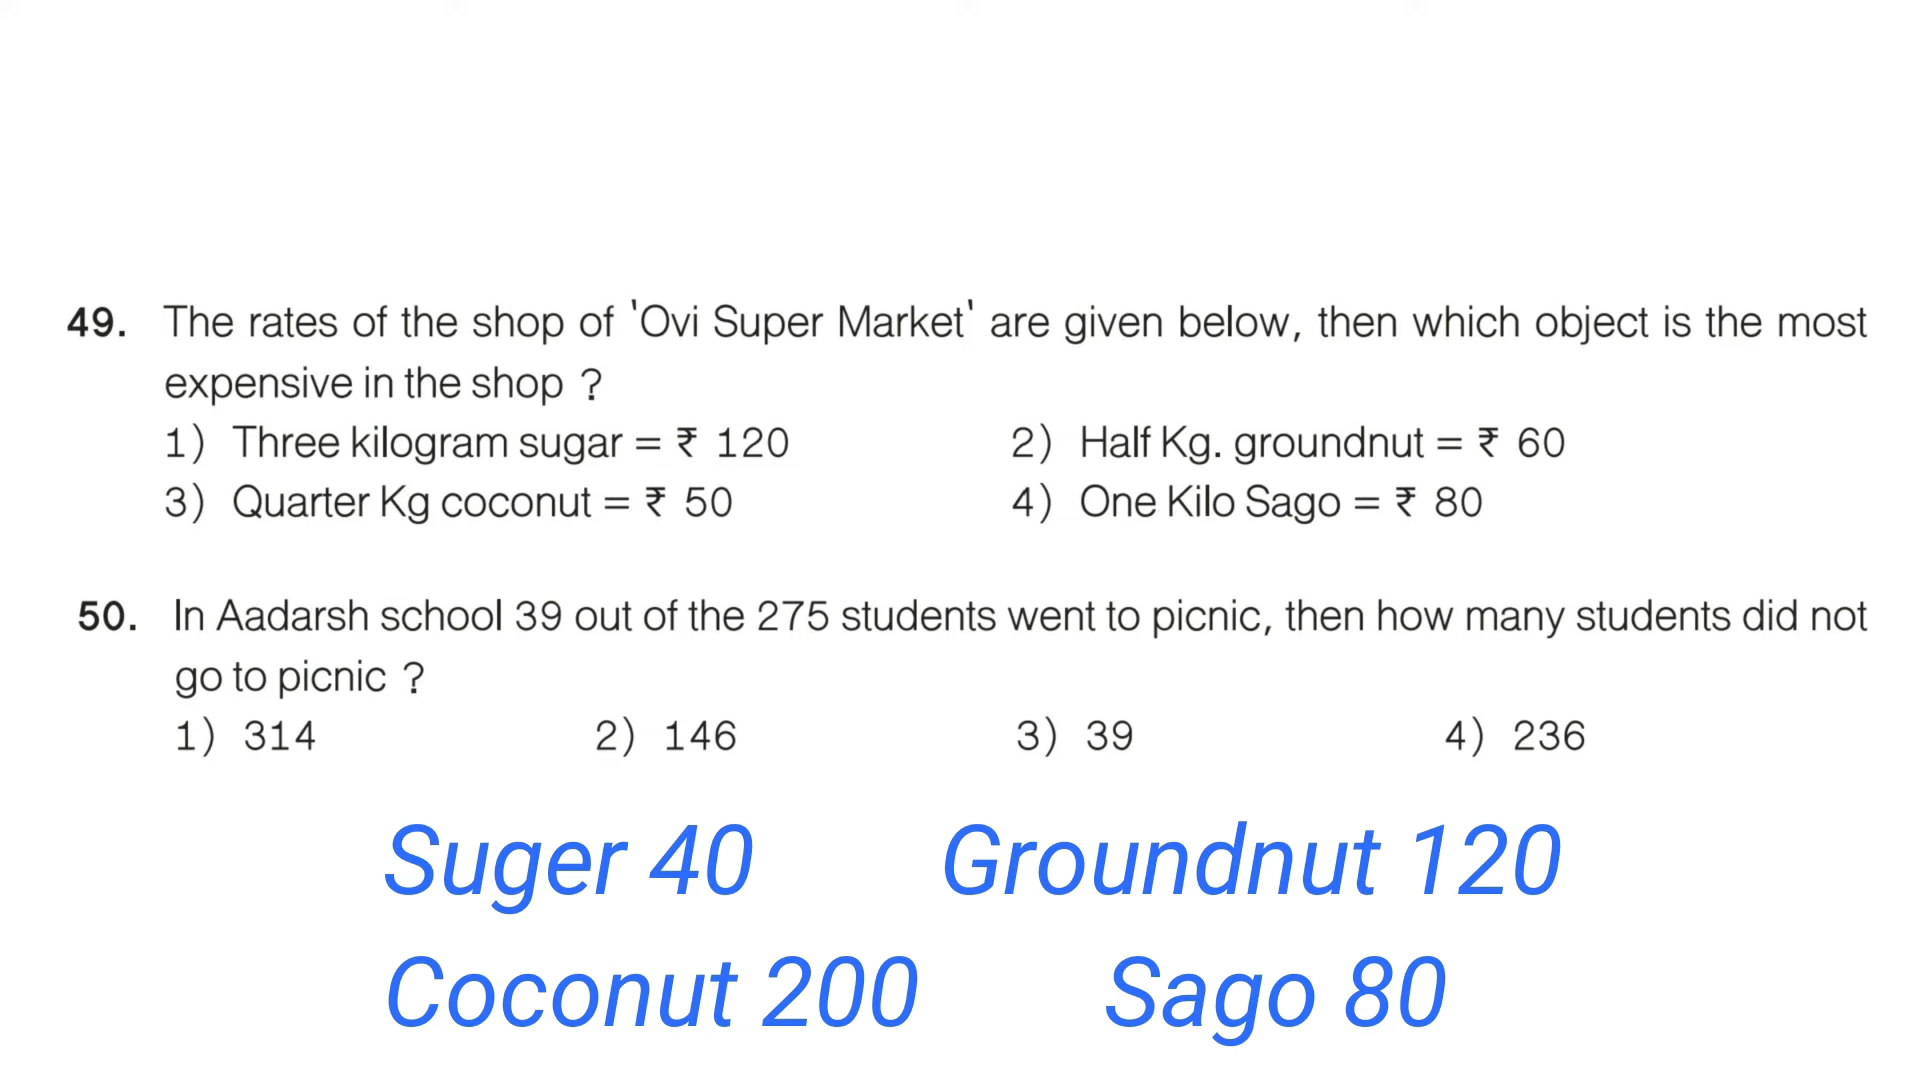 49. The rates of the shop of 'Ovi Super Market' are given below, then which object is the most
expensive in the shop ?
1) Three kilogram sugar = ₹ 120 2) Half Kg. groundnut = ₹ 60
3) Quarter Kg coconut = ₹ 50 4) One Kilo Sago = ₹ 80
50. In Aadarsh school 39 out of the 275 students went to picnic, then how many students did not
go to picnic ?
1) 314 2) 146 3) 39 4) 236
Suger 40 Groundnut 120
Coconut 200 Sago 80